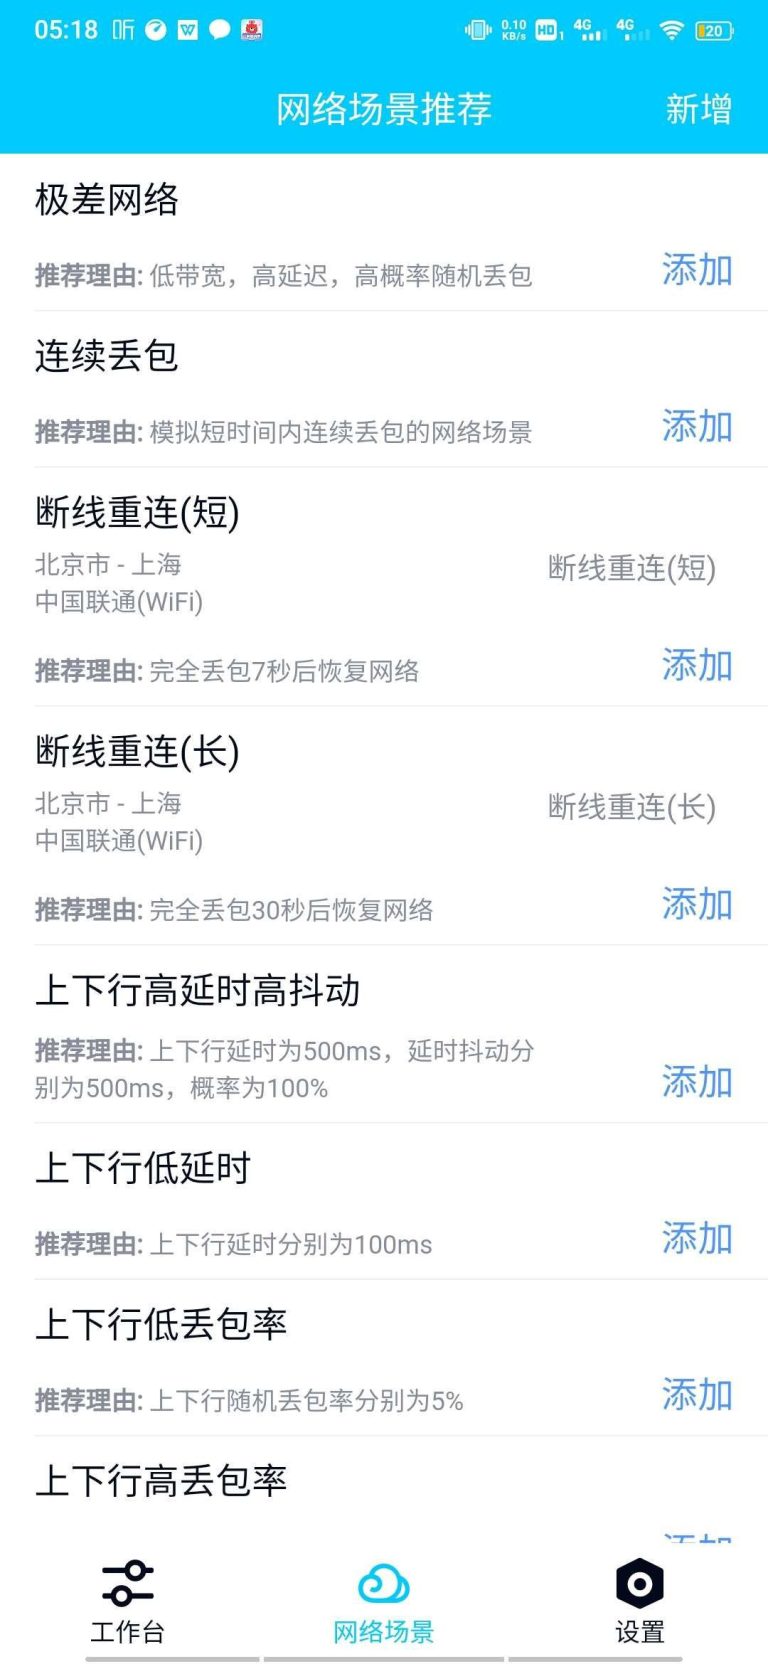 05:18 听 0.10 KB/s HD 1 4G 4G 20
网络场景推荐 新增
极差网络
推荐理由: 低带宽，高延迟，高概率随机丢包 添加
连续丢包
推荐理由: 模拟短时间内连续丢包的网络场景 添加
断线重连(短)
北京市 - 上海 断线重连(短)
中国联通(WiFi)
推荐理由: 完全丢包7秒后恢复网络 添加
断线重连(长)
北京市 - 上海 断线重连(长)
中国联通(WiFi)
推荐理由: 完全丢包30秒后恢复网络 添加
上下行高延时高抖动
推荐理由: 上下行延时为500ms，延时抖动分
别为500ms，概率为100% 添加
上下行低延时
推荐理由: 上下行延时分别为100ms 添加
上下行低丢包率
推荐理由: 上下行随机丢包率分别为5% 添加
上下行高丢包率
工作台 网络场景 设置